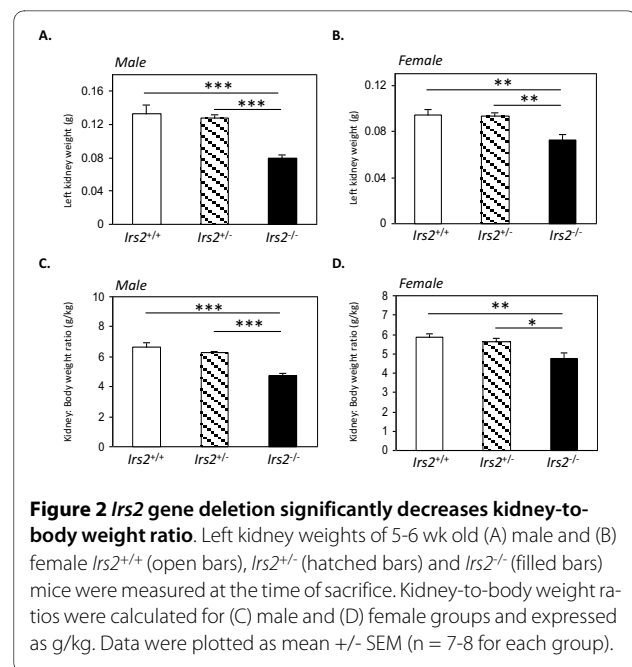 A.
Male
Left kidney weight (g)
0.16
0.12
0.08
0.04
0
***
***
Irs2+/+
Irs2+/-
Irs2-/-
B.
Female
Left kidney weight (g)
0.12
0.08
0.04
0
**
**
Irs2+/+
Irs2+/-
Irs2-/-
C.
Male
Kidney: Body weight ratio (g/kg)
10
8
6
4
2
0
***
***
Irs2+/+
Irs2+/-
Irs2-/-
D.
Female
Kidney: Body weight ratio (g/kg)
8
7
6
5
4
3
2
1
0
**
*
Irs2+/+
Irs2+/-
Irs2-/-
Figure 2 Irs2 gene deletion significantly decreases kidney-to-
body weight ratio. Left kidney weights of 5-6 wk old (A) male and (B)
female Irs2+/+ (open bars), Irs2+/- (hatched bars) and Irs2-/- (filled bars)
mice were measured at the time of sacrifice. Kidney-to-body weight ra-
tios were calculated for (C) male and (D) female groups and expressed
as g/kg. Data were plotted as mean +/- SEM (n = 7-8 for each group).